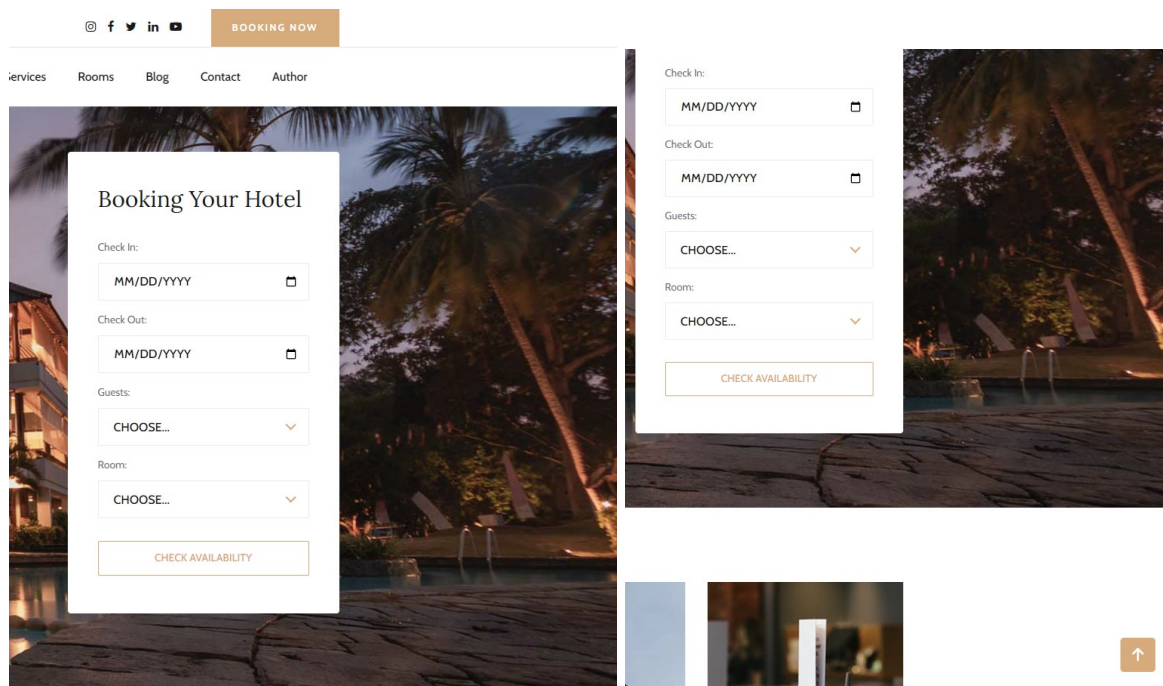 BOOKING NOW
Services Rooms Blog Contact Author
Booking Your Hotel
Check In:
MM/DD/YYYY
Check Out:
MM/DD/YYYY
Guests:
CHOOSE...
Room:
CHOOSE...
CHECK AVAILABILITY
Check In:
MM/DD/YYYY
Check Out:
MM/DD/YYYY
Guests:
CHOOSE...
Room:
CHOOSE...
CHECK AVAILABILITY